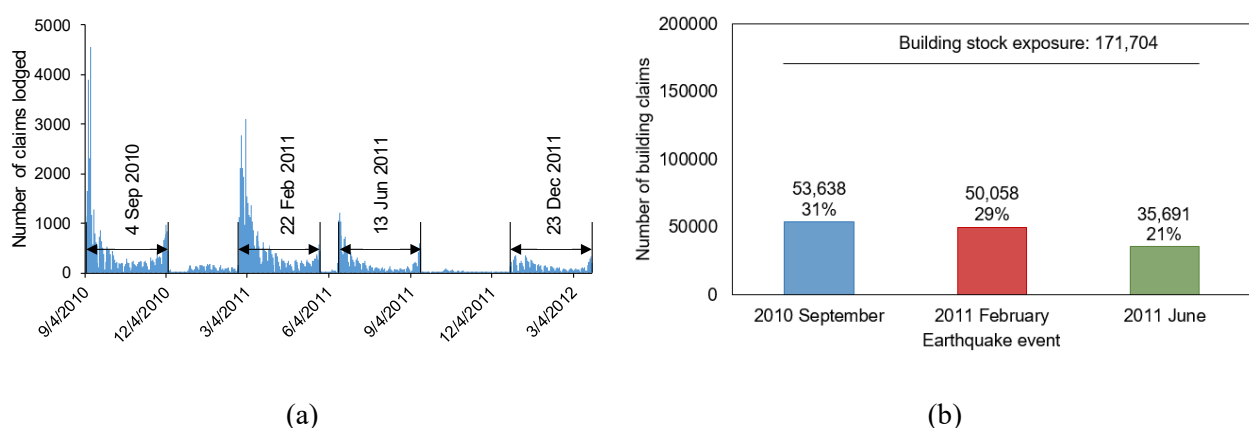 Number of claims lodged
5000
4000
3000
2000
1000
0
4 Sep 2010
22 Feb 2011
13 Jun 2011
23 Dec 2011
9/4/2010
12/4/2010
3/4/2011
6/4/2011
9/4/2011
12/4/2011
3/4/2012
(a)
Number of building claims
200000
150000
100000
50000
0
Building stock exposure: 171,704
53,638
31%
50,058
29%
35,691
21%
2010 September
2011 February
2011 June
Earthquake event
(b)